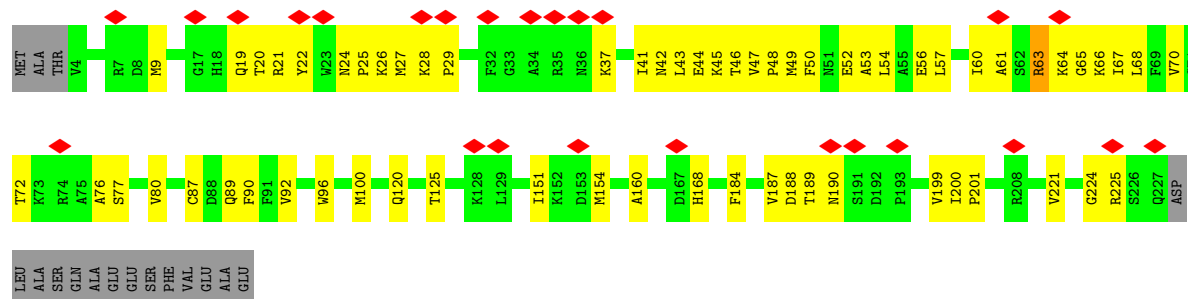 MET ALA THR V4 R7 D8 M9 G17 H18 Q19 T20 R21 Y22 W23 N24 P25 K26 M27 K28 P29 F32 G33 A34 R35 N36 K37 I41 N42 L43 E44 K45 T46 V47 P48 M49 F50 N51 E52 A53 L54 A55 E56 L57 I60 A61 S62 R63 K64 G65 K66 I67 L68 F69 V70
T72 K73 R74 A75 A76 S77 V80 C87 D88 Q89 F90 F91 V92 W96 M100 Q120 T125 K128 L129 I151 K152 D153 M154 A160 D167 H168 F184 V187 D188 T189 N190 S191 D192 P193 V199 I200 P201 R208 V221 G224 R225 S226 Q227 ASP
LEU ALA SER GLN ALA GLU GLU SER PHE VAL GLU ALA GLU